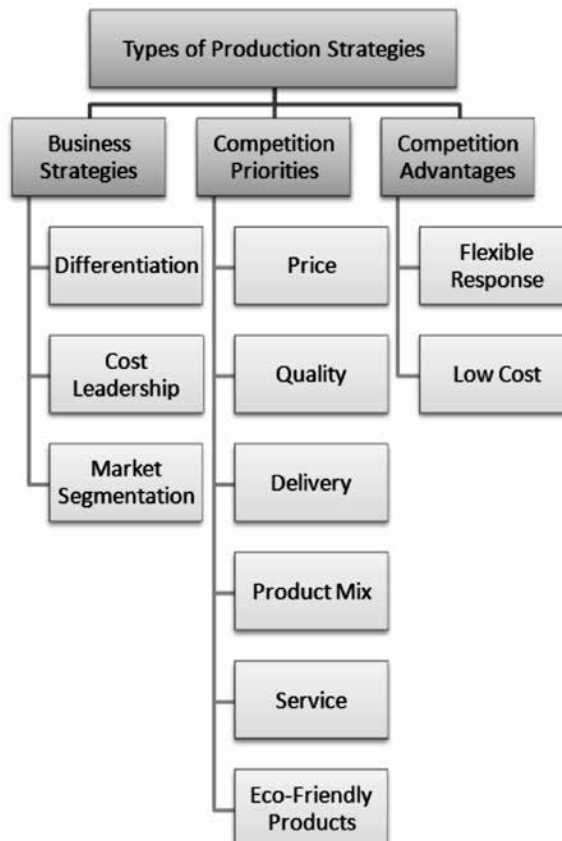 Types of Production Strategies
Business
Strategies
Differentiation
Cost
Leadership
Market
Segmentation
Competition
Priorities
Price
Quality
Delivery
Product Mix
Service
Eco-Friendly
Products
Competition
Advantages
Flexible
Response
Low Cost